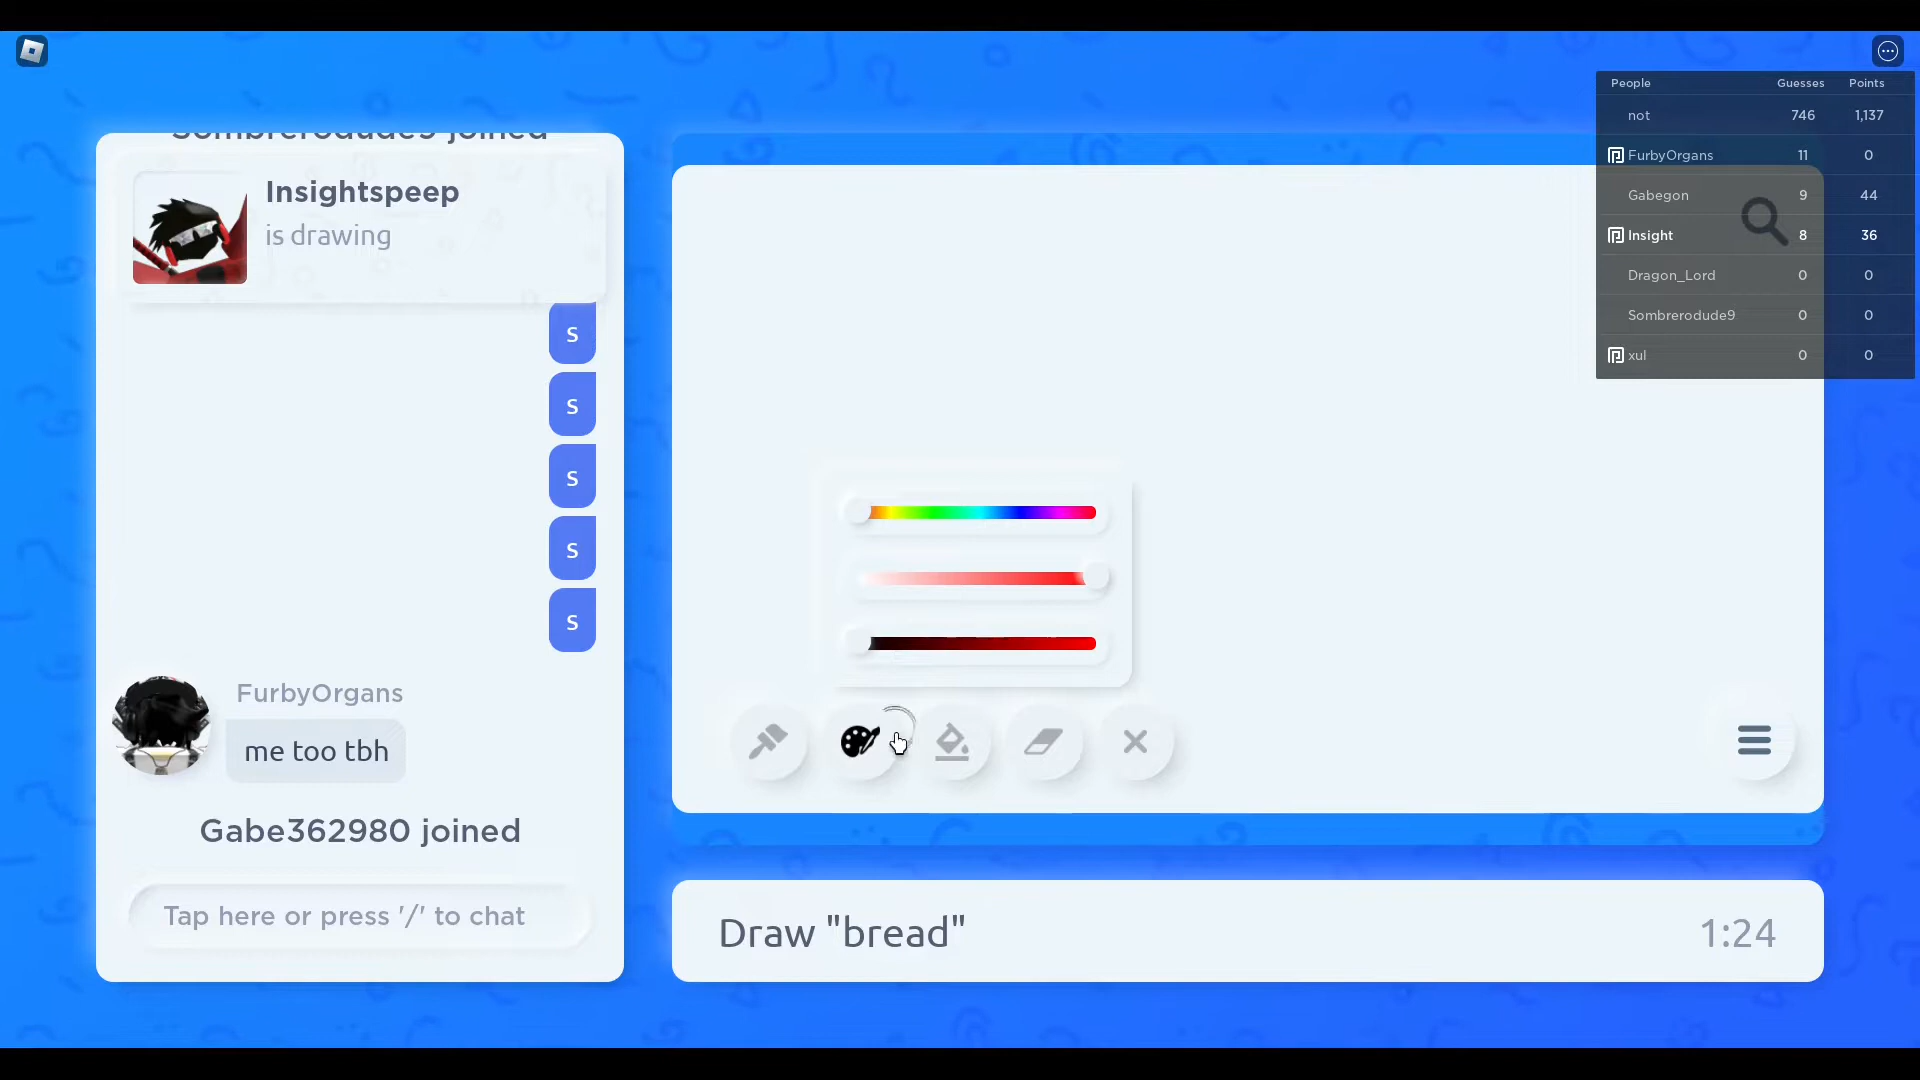 Sombrerodude9 joined
Insightspeep
is drawing
s
s
s
s
s
FurbyOrgans
me too tbh
Gabe362980 joined
Tap here or press '/' to chat
Draw "bread"
1:24
People Guesses Points
not 746 1,137
FurbyOrgans 11 0
Gabegon 9 44
Insight 8 36
Dragon_Lord 0 0
Sombrerodude9 0 0
xul 0 0